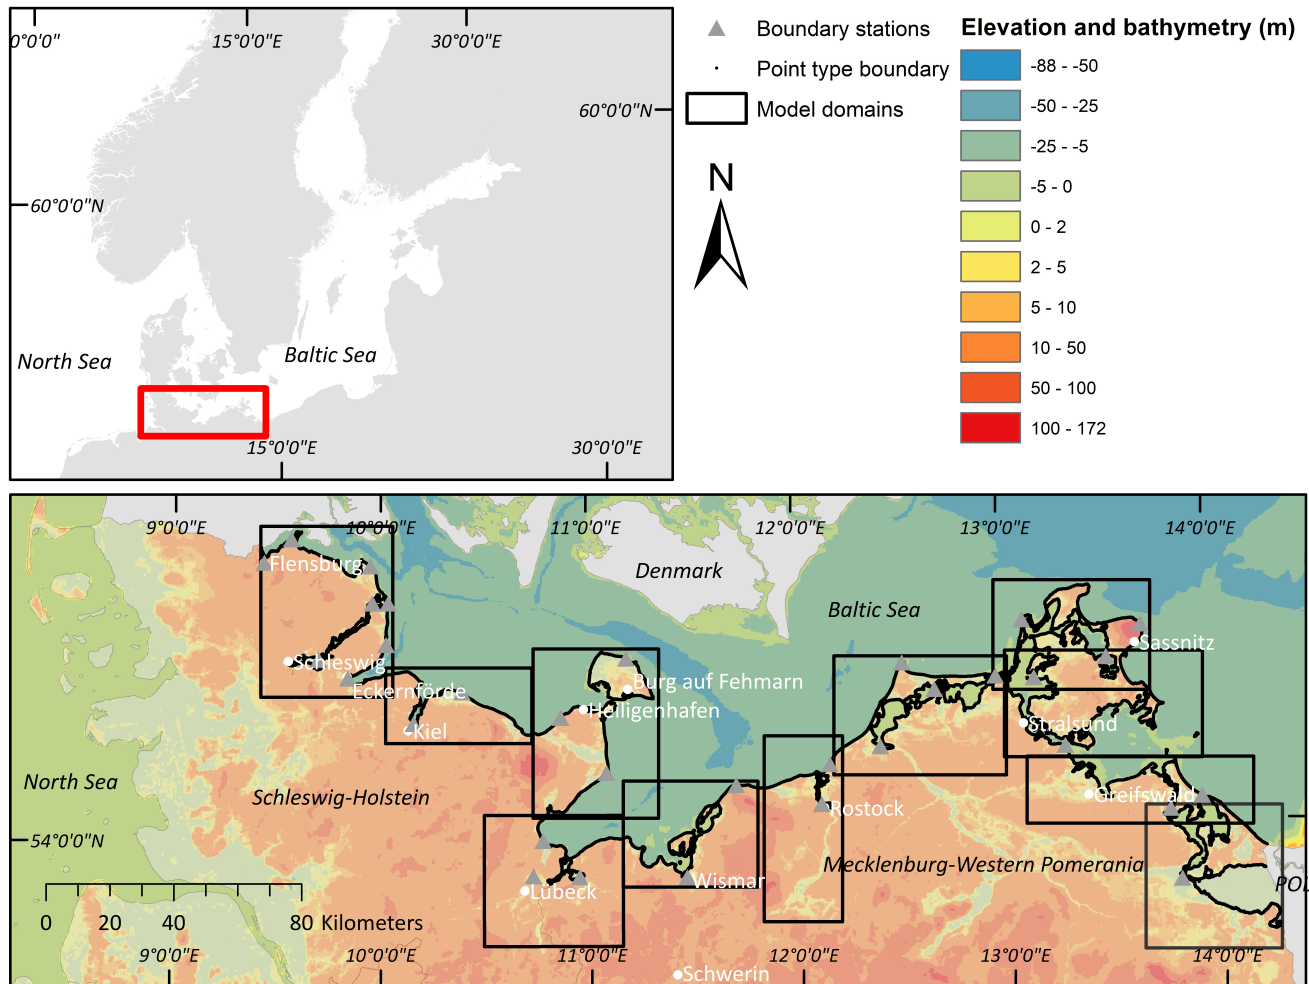 0°0'0"
15°0'0"E
30°0'0"E
60°0'0"N
60°0'0"N
North Sea
Baltic Sea
15°0'0"E
30°0'0"E
Boundary stations
Point type boundary
Model domains
N
Elevation and bathymetry (m)
-88 - -50
-50 - -25
-25 - -5
-5 - 0
0 - 2
2 - 5
5 - 10
10 - 50
50 - 100
100 - 172
9°0'0"E
10°0'0"E
11°0'0"E
12°0'0"E
13°0'0"E
14°0'0"E
Flensburg
Denmark
Baltic Sea
Sassnitz
Schleswig
Eckernförde
Burg auf Fehmarn
Heiligenhafen
Kiel
Stralsund
North Sea
Schleswig-Holstein
Greifswald
Rostock
54°0'0"N
Mecklenburg-Western Pomerania
Wismar
Lübeck
POL
0
20
40
80 Kilometers
9°0'0"E
10°0'0"E
11°0'0"E
12°0'0"E
13°0'0"E
14°0'0"E
Schwerin